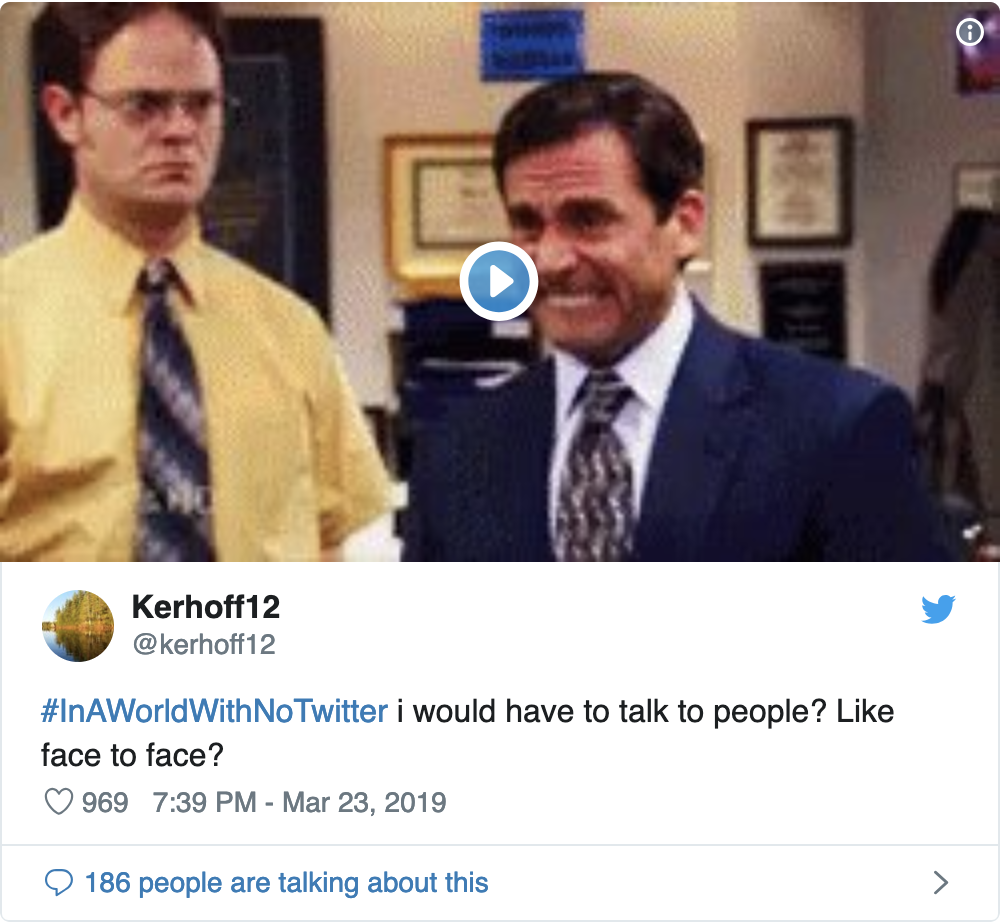 Kerhoff12
@kerhoff12
#InAWorldWithNoTwitter i would have to talk to people? Like
face to face?
969 7:39 PM - Mar 23, 2019
186 people are talking about this